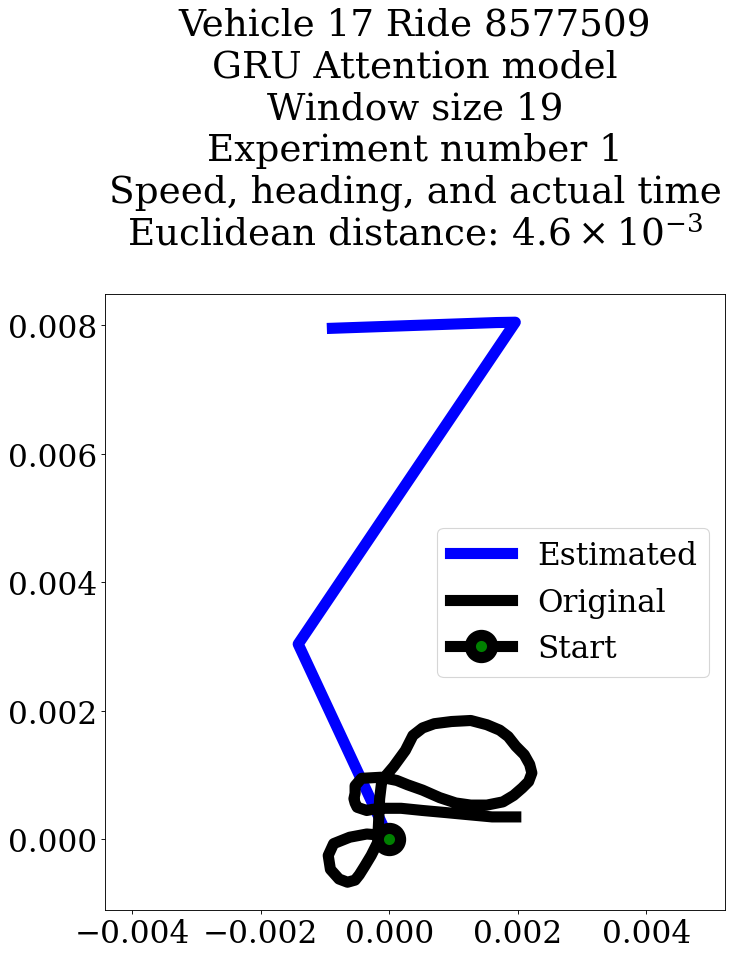 Vehicle 17 Ride 8577509
GRU Attention model
Window size 19
Experiment number 1
Speed, heading, and actual time
Euclidean distance: 4.6 × 10⁻³
0.008
0.006
0.004
0.002
0.000
Estimated
Original
Start
−0.004 −0.002 0.000 0.002 0.004